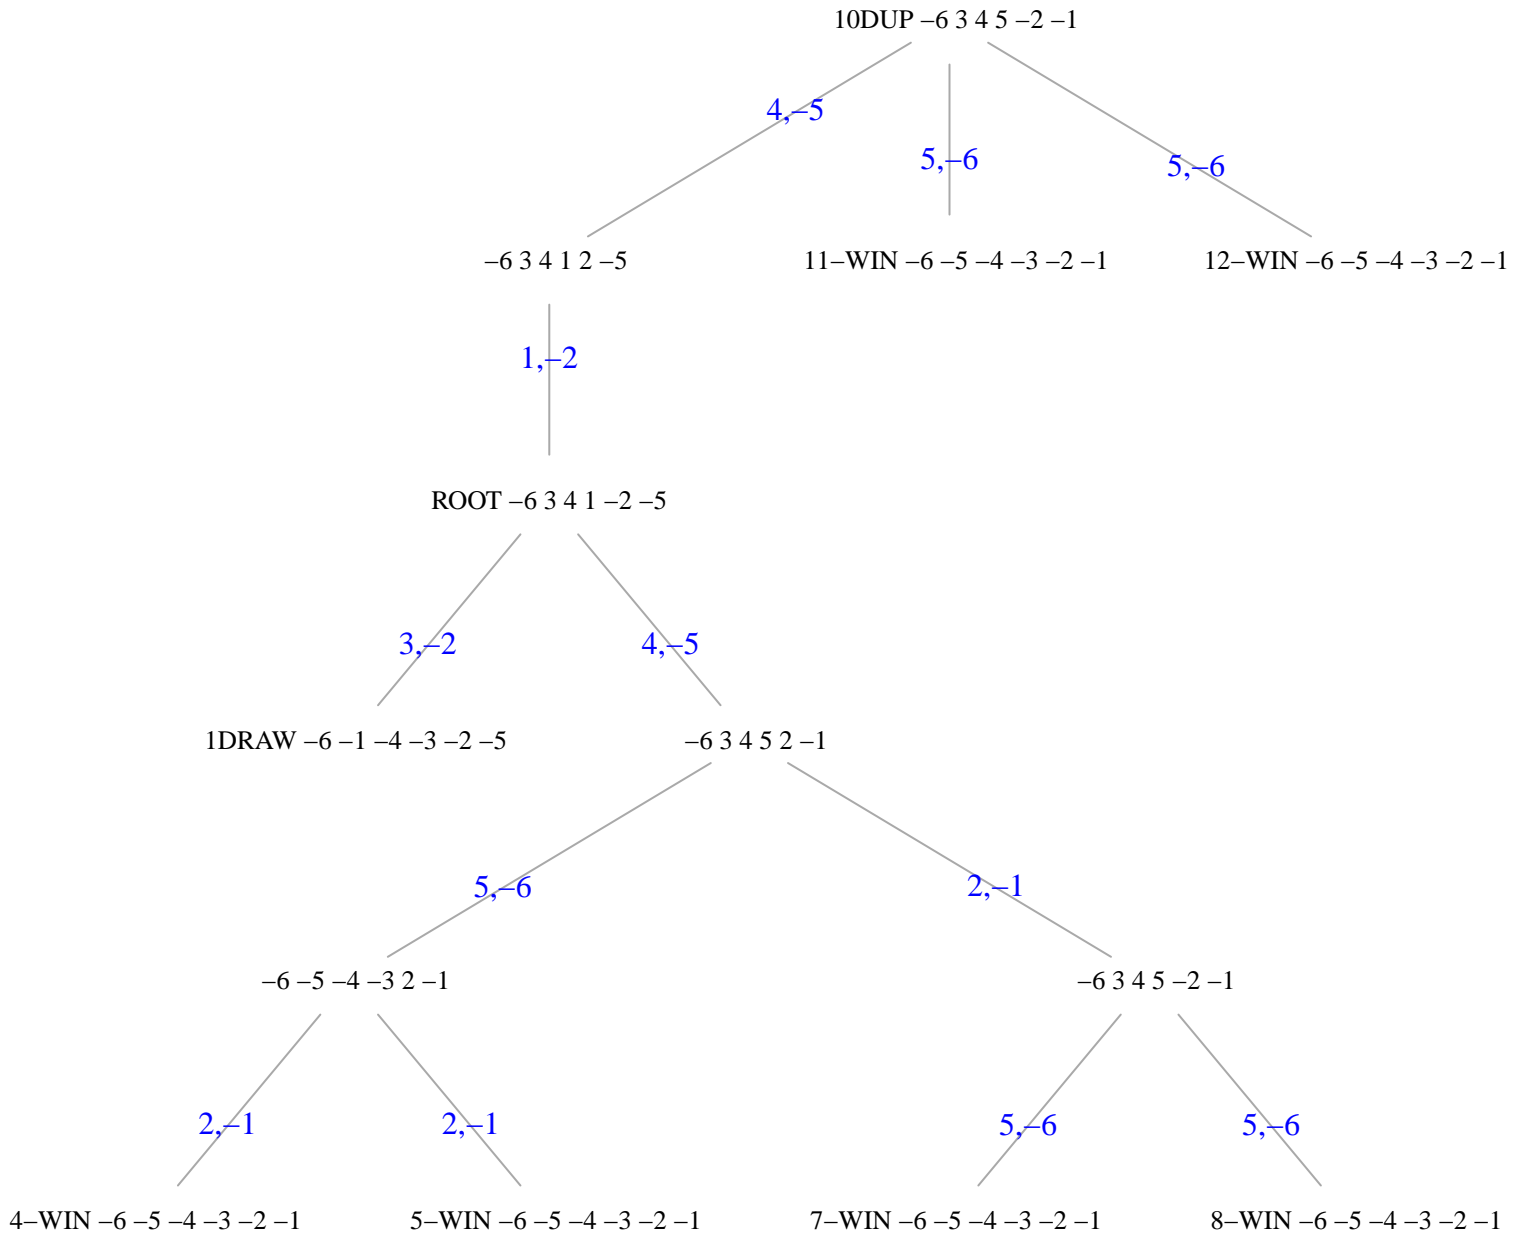 10DUP –6 3 4 5 –2 –1
4,–5
5,–6
5,–6
–6 3 4 1 2 –5
11–WIN –6 –5 –4 –3 –2 –1
12–WIN –6 –5 –4 –3 –2 –1
1,–2
ROOT –6 3 4 1 –2 –5
3,–2
4,–5
1DRAW –6 –1 –4 –3 –2 –5
–6 3 4 5 2 –1
5,–6
2,–1
–6 –5 –4 –3 2 –1
–6 3 4 5 –2 –1
2,–1
2,–1
5,–6
5,–6
4–WIN –6 –5 –4 –3 –2 –1
5–WIN –6 –5 –4 –3 –2 –1
7–WIN –6 –5 –4 –3 –2 –1
8–WIN –6 –5 –4 –3 –2 –1